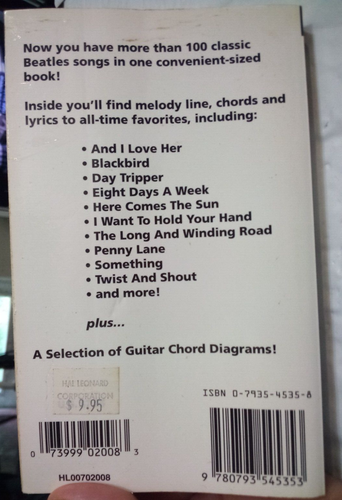 Now you have more than 100 classic
Beatles songs in one convenient-sized
book!
Inside you'll find melody line, chords and
lyrics to all-time favorites, including:
• And I Love Her
• Blackbird
• Day Tripper
• Eight Days A Week
• Here Comes The Sun
• I Want To Hold Your Hand
• The Long And Winding Road
• Penny Lane
• Something
• Twist And Shout
• and more!
plus...
A Selection of Guitar Chord Diagrams!
HAL LEONARD
CORPORATION
$ 9.95
ISBN 0-7935-4535-8
0 73999 02008 3
9 780793 545353
HL00702008